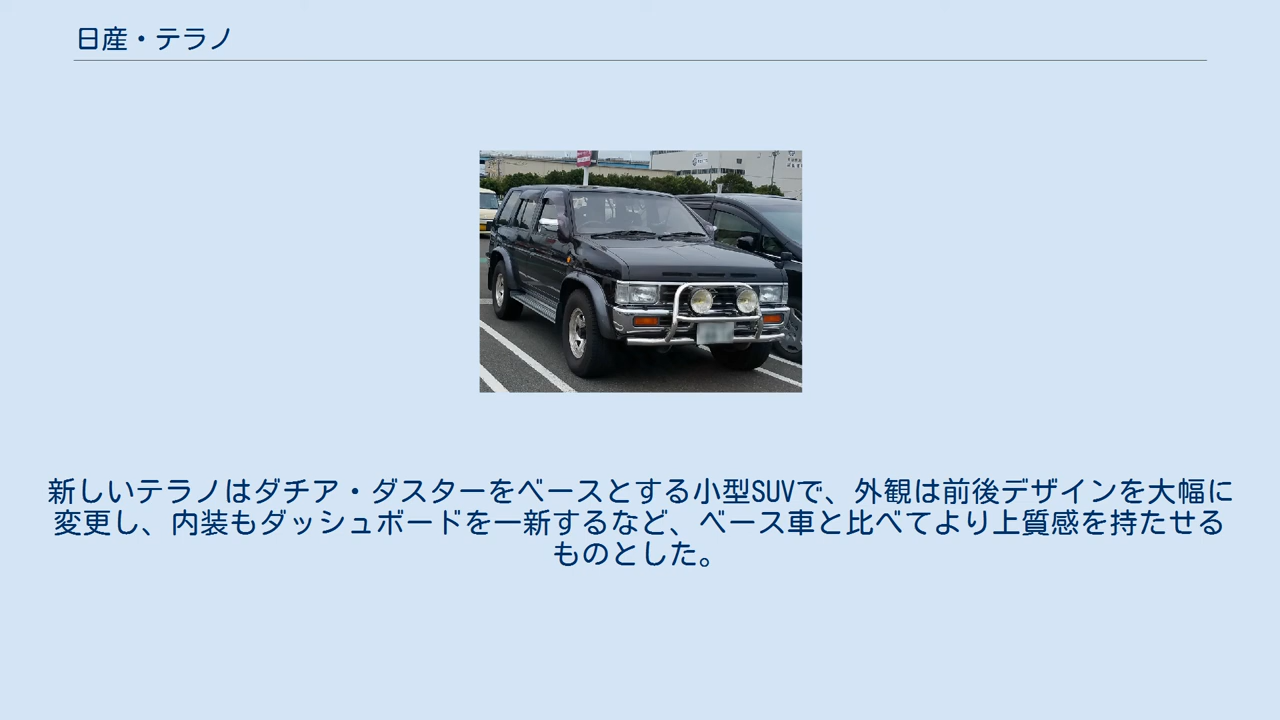 日産・テラノ
新しいテラノはダチア・ダスターをベースとする小型SUVで、外観は前後デザインを大幅に
変更し、内装もダッシュボードを一新するなど、ベース車と比べてより上質感を持たせる
ものとした。